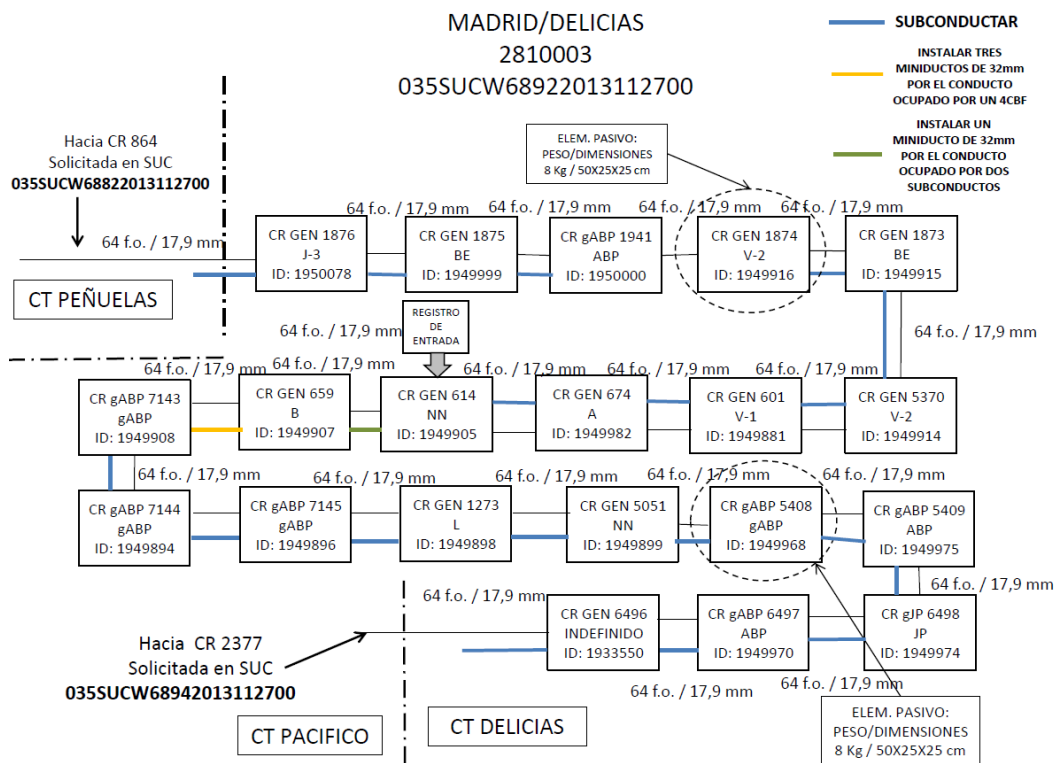 MADRID/DELICIAS
2810003
035SUCW68922013112700
SUBCONDUCTAR
INSTALAR TRES
MINIDUCTOS DE 32mm
POR EL CONDUCTO
OCUPADO POR UN 4CBF
INSTALAR UN
MINIDUCTO DE 32mm
POR EL CONDUCTO
OCUPADO POR DOS
SUBCONDUCTOS
Hacia CR 864
Solicitada en SUC
035SUCW68822013112700
ELEM. PASIVO:
PESO/DIMENSIONES
8 Kg / 50X25X25 cm
64 f.o. / 17,9 mm
64 f.o. / 17,9 mm
64 f.o. / 17,9 mm
64 f.o. / 17,9 mm
64 f.o. / 17,9 mm
CR GEN 1876
J-3
ID: 1950078
CR GEN 1875
BE
ID: 1949999
CR gABP 1941
ABP
ID: 1950000
CR GEN 1874
V-2
ID: 1949916
CR GEN 1873
BE
ID: 1949915
CT PEÑUELAS
REGISTRO
DE
ENTRADA
64 f.o. / 17,9 mm
64 f.o. / 17,9 mm
64 f.o. / 17,9 mm
64 f.o. / 17,9 mm
64 f.o. / 17,9 mm
64 f.o. / 17,9 mm
64 f.o. / 17,9 mm
CR gABP 7143
gABP
ID: 1949908
CR GEN 659
B
ID: 1949907
CR GEN 614
NN
ID: 1949905
CR GEN 674
A
ID: 1949982
CR GEN 601
V-1
ID: 1949881
CR GEN 5370
V-2
ID: 1949914
64 f.o. / 17,9 mm
64 f.o. / 17,9 mm
64 f.o. / 17,9 mm
64 f.o. / 17,9 mm
64 f.o. / 17,9 mm
64 f.o. / 17,9 mm
CR gABP 7144
gABP
ID: 1949894
CR gABP 7145
gABP
ID: 1949896
CR GEN 1273
L
ID: 1949898
CR GEN 5051
NN
ID: 1949899
CR gABP 5408
gABP
ID: 1949968
CR gABP 5409
ABP
ID: 1949975
64 f.o. / 17,9 mm
64 f.o. / 17,9 mm
CR GEN 6496
INDEFINIDO
ID: 1933550
CR gABP 6497
ABP
ID: 1949970
CR gJP 6498
JP
ID: 1949974
Hacia CR 2377
Solicitada en SUC
035SUCW68942013112700
64 f.o. / 17,9 mm
64 f.o. / 17,9 mm
CT PACIFICO
CT DELICIAS
ELEM. PASIVO:
PESO/DIMENSIONES
8 Kg / 50X25X25 cm